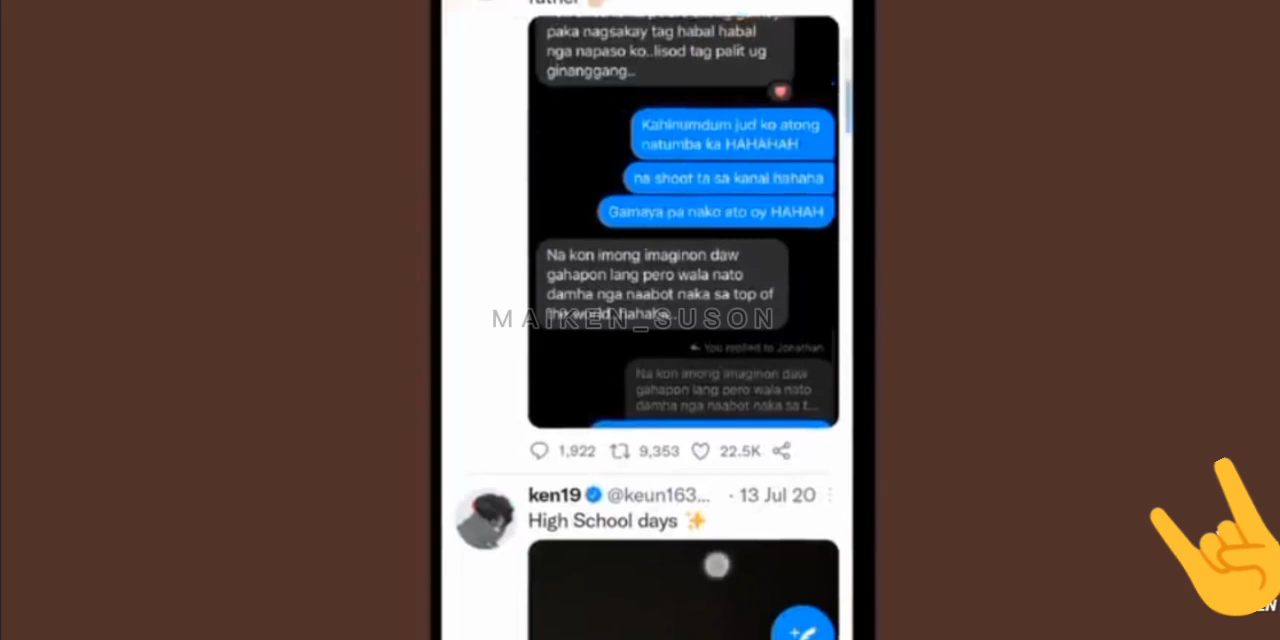 paka nagsakay tag habal habal
nga napaso ko..lisod tag palit ug
ginanggang..
Kahinumdum jud ko atong
natumba ka HAHAHAH
na shoot ta sa kanal hahaha
Gamaya pa nako ato oy HAHAH
Na kon imong imaginon daw
gahapon lang pero wala nato
damha nga naabot naka sa top of
the world..hahaha..
MAIKEN_SUSON
You replied to Jonathan
Na kon imong imaginon daw
gahapon lang pero wala nato
damha nga naabot naka sa t...
1,922 9,353 22.5K
ken19 @keun163... · 13 Jul 20
High School days ✨